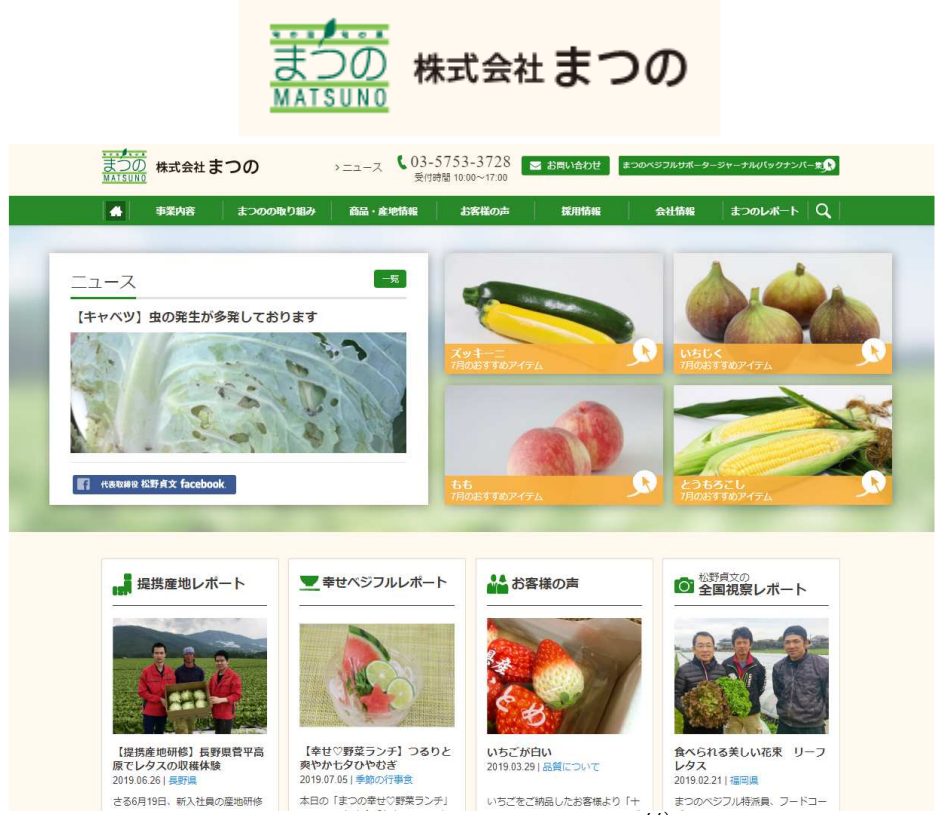 旬の里 旬の菜
まつの
MATSUNO
株式会社まつの
まつの
MATSUNO
株式会社まつの
>ニュース
03-5753-3728
受付時間 10:00～17:00
お問い合わせ
まつのベジフルサポータージャーナル(バックナンバー集)
事業内容
まつのの取り組み
商品・産地情報
お客様の声
採用情報
会社情報
まつのレポート
ニュース
一覧
【キャベツ】虫の発生が多発しております
代表取締役 松野貞文 facebook.
ズッキーニ
7月のおすすめアイテム
いちじく
7月のおすすめアイテム
もも
7月のおすすめアイテム
とうもろこし
7月のおすすめアイテム
提携産地レポート
【提携産地研修】長野県菅平高
原でレタスの収穫体験
2019.06.26 | 長野県
さる6月19日、新入社員の産地研修
幸せベジフルレポート
【幸せ♡野菜ランチ】つるりと
爽やか七夕ひやむぎ
2019.07.05 | 季節の行事食
本日の「まつの幸せ♡野菜ランチ」
お客様の声
いちごが白い
2019.03.29 | 品質について
いちごをご納品したお客様より「十
松野貞文の
全国視察レポート
食べられる美しい花束 リーフ
レタス
2019.02.21 | 福岡県
まつのベジフル特派員、フードコー